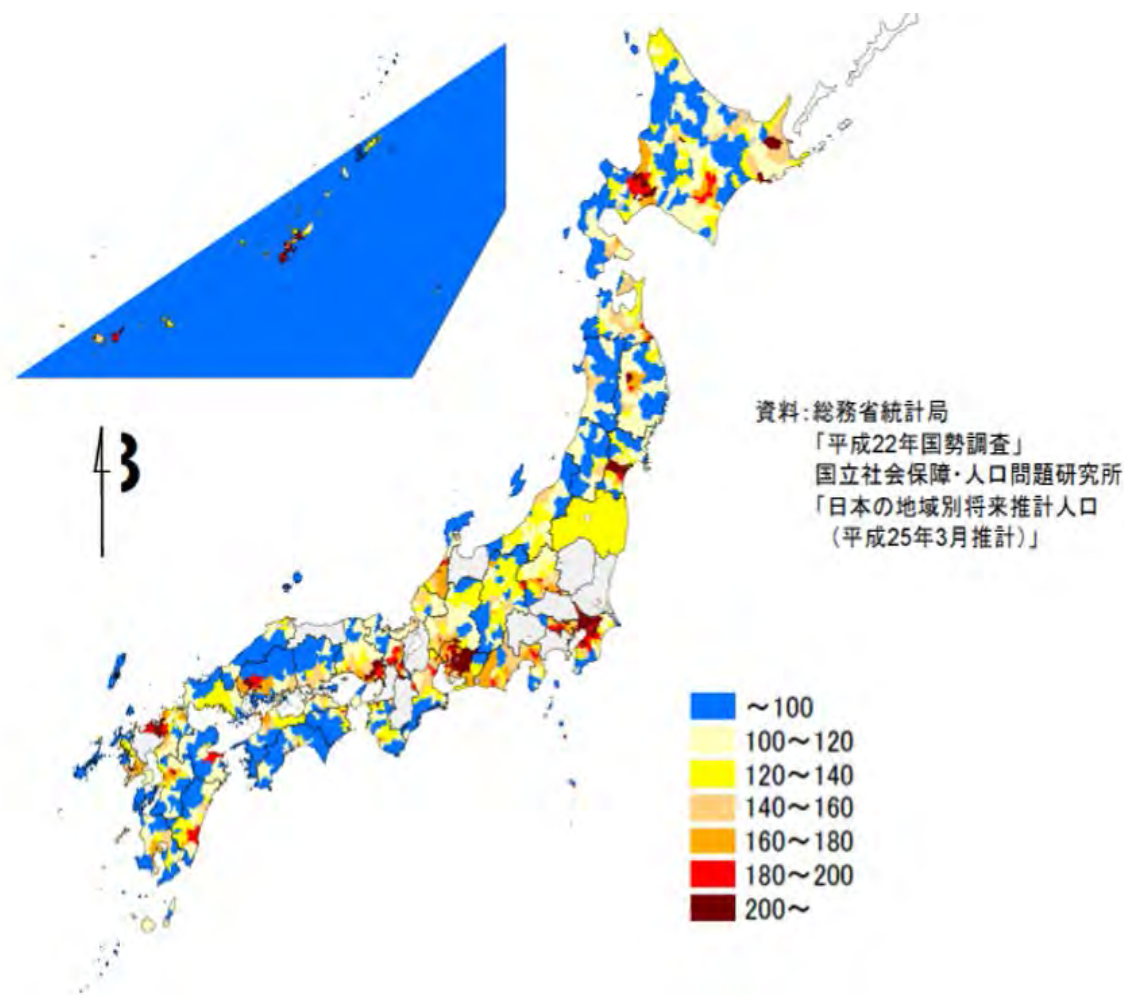 資料:総務省統計局
「平成22年国勢調査」
国立社会保障・人口問題研究所
「日本の地域別将来推計人口
(平成25年3月推計)」
~100
100~120
120~140
140~160
160~180
180~200
200~